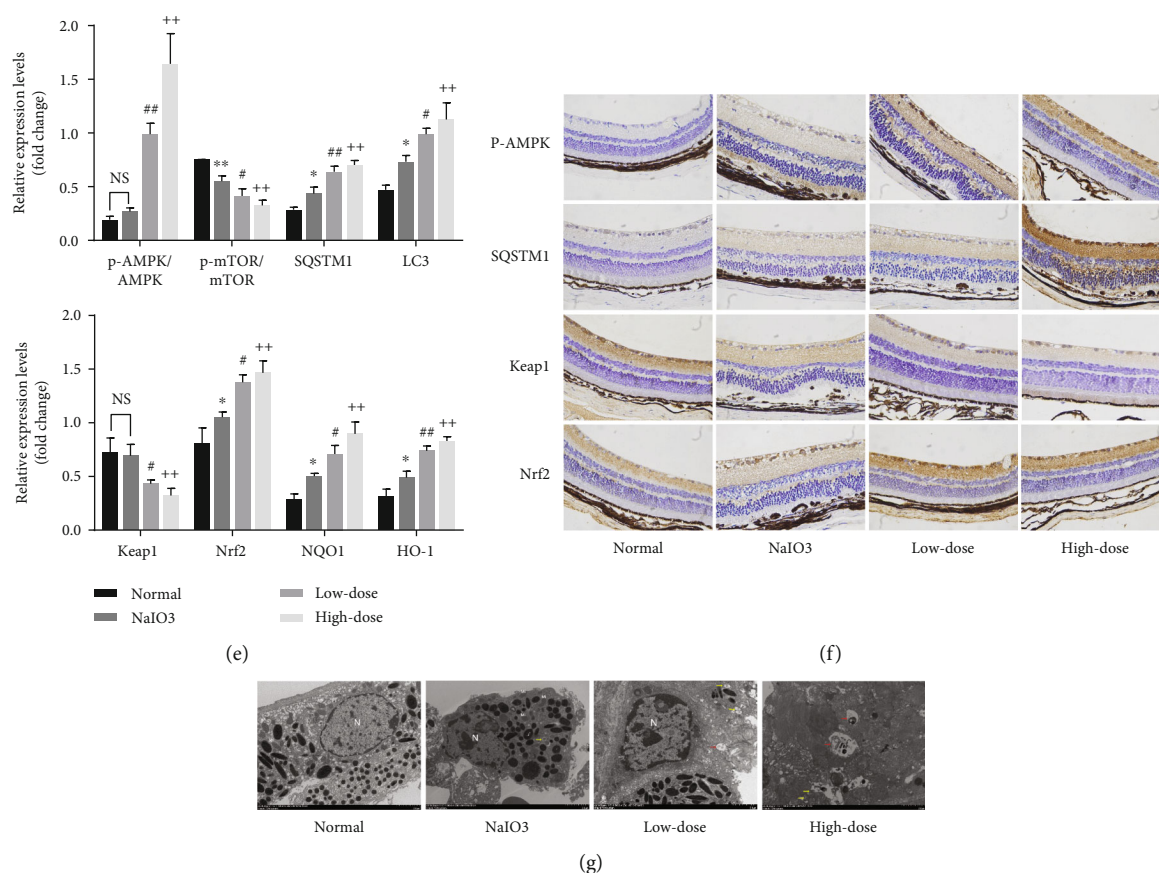 Relative expression levels
(fold change)
2.0
1.5
1.0
0.5
0.0
NS
##
++
**
#
++
*
##
++
*
#
++
p-AMPK/
AMPK
p-mTOR/
mTOR
SQSTM1
LC3
Relative expression levels
(fold change)
2.0
1.5
1.0
0.5
0.0
NS
#
++
*
#
++
*
#
++
*
##
++
Keap1
Nrf2
NQO1
HO-1
Normal
NaIO3
Low-dose
High-dose
(e)
P-AMPK
SQSTM1
Keap1
Nrf2
Normal
NaIO3
Low-dose
High-dose
(f)
N
N
N
Normal
NaIO3
Low-dose
High-dose
(g)